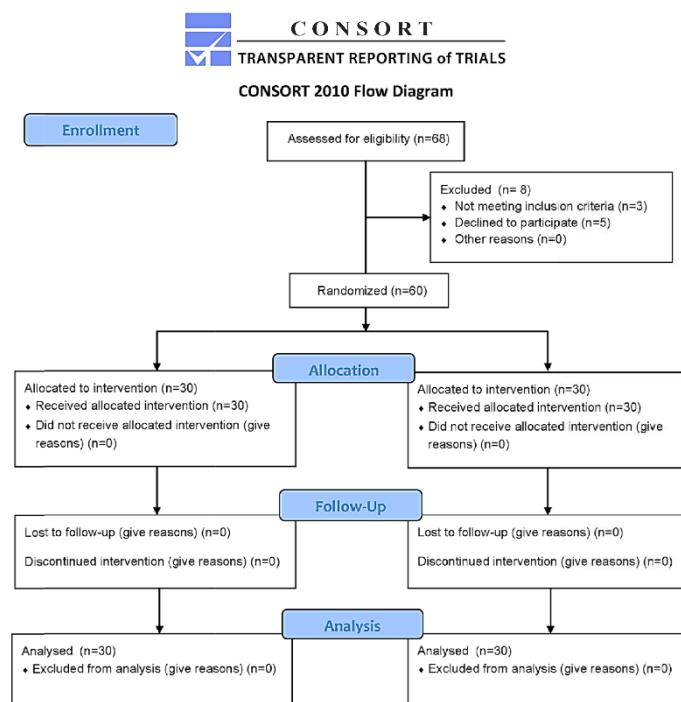 CONSORT
TRANSPARENT REPORTING of TRIALS
CONSORT 2010 Flow Diagram
Enrollment
Assessed for eligibility (n=68)
Excluded (n= 8)
♦ Not meeting inclusion criteria (n=3)
♦ Declined to participate (n=5)
♦ Other reasons (n=0)
Randomized (n=60)
Allocation
Allocated to intervention (n=30)
♦ Received allocated intervention (n=30)
♦ Did not receive allocated intervention (give
reasons) (n=0)
Allocated to intervention (n=30)
♦ Received allocated intervention (n=30)
♦ Did not receive allocated intervention (give
reasons) (n=0)
Follow-Up
Lost to follow-up (give reasons) (n=0)
Discontinued intervention (give reasons) (n=0)
Lost to follow-up (give reasons) (n=0)
Discontinued intervention (give reasons) (n=0)
Analysis
Analysed (n=30)
♦ Excluded from analysis (give reasons) (n=0)
Analysed (n=30)
♦ Excluded from analysis (give reasons) (n=0)